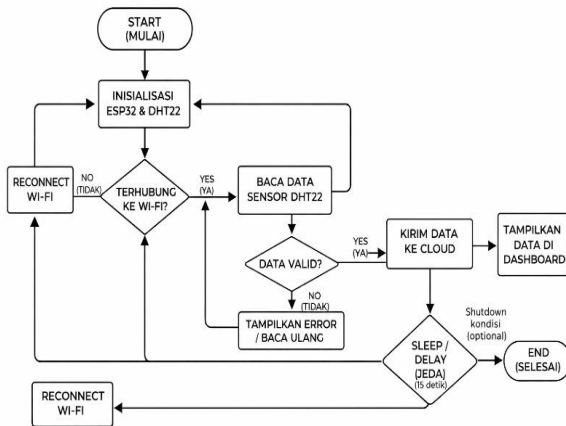 START
(MULAI)
INISIALISASI
ESP32 & DHT22
RECONNECT
WI-FI
NO
(TIDAK)
TERHUBUNG
KE WI-FI?
YES
(YA)
BACA DATA
SENSOR DHT22
DATA VALID?
YES
(YA)
KIRIM DATA
KE CLOUD
TAMPILKAN
DATA DI
DASHBOARD
NO
(TIDAK)
TAMPILKAN ERROR
/ BACA ULANG
SLEEP /
DELAY
(JEDA)
(15 detik)
Shutdown
kondisi
(optional)
END
(SELESAI)
RECONNECT
WI-FI